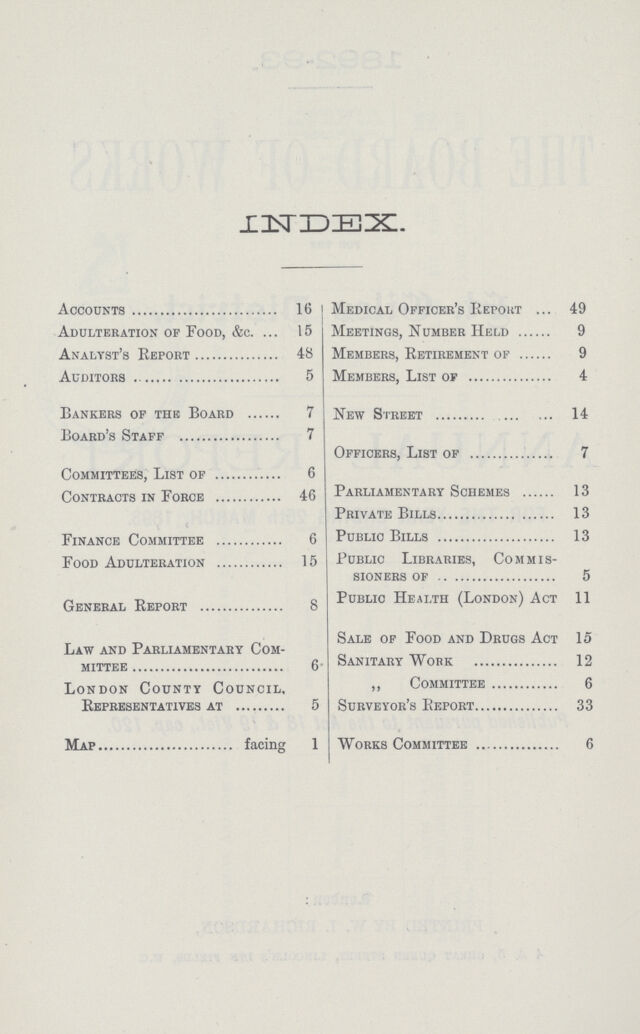 INDEX.
ACCOUNTS ........................ 16
ADULTERATION OF FOOD, &c. ... 15
ANALYST'S REPORT .............. 48
AUDITORS ........................ 5
BANKERS OF THE BOARD ...... 7
BOARD'S STAFF ................. 7
COMMITTEES, LIST OF ............ 6
CONTRACTS IN FORCE ........... 46
FINANCE COMMITTEE ........... 6
FOOD ADULTERATION ............ 15
GENERAL REPORT ............... 8
LAW AND PARLIAMENTARY COM-
MITTEE ......................... 6
LONDON COUNTY COUNCIL,
REPRESENTATIVES AT ......... 5
MAP ...................... facing 1
MEDICAL OFFICER'S REPORT ... 49
MEETINGS, NUMBER HELD ...... 9
MEMBERS, RETIREMENT OF ...... 9
MEMBERS, LIST OF .............. 4
NEW STREET ......... ... ... 14
OFFICERS, LIST OF .............. 7
PARLIAMENTARY SCHEMES ...... 13
PRIVATE BILLS.................... 13
PUBLIC BILLS .................... 13
PUBLIC LIBRARIES, COMMIS-
SIONERS OF .................... 5
PUBLIC HEALTH (LONDON) ACT 11
SALE OF FOOD AND DRUGS ACT 15
SANITARY WORK .............. 12
,, COMMITTEE ............ 6
SURVEYOR'S REPORT.............. 33
WORKS COMMITTEE .............. 6